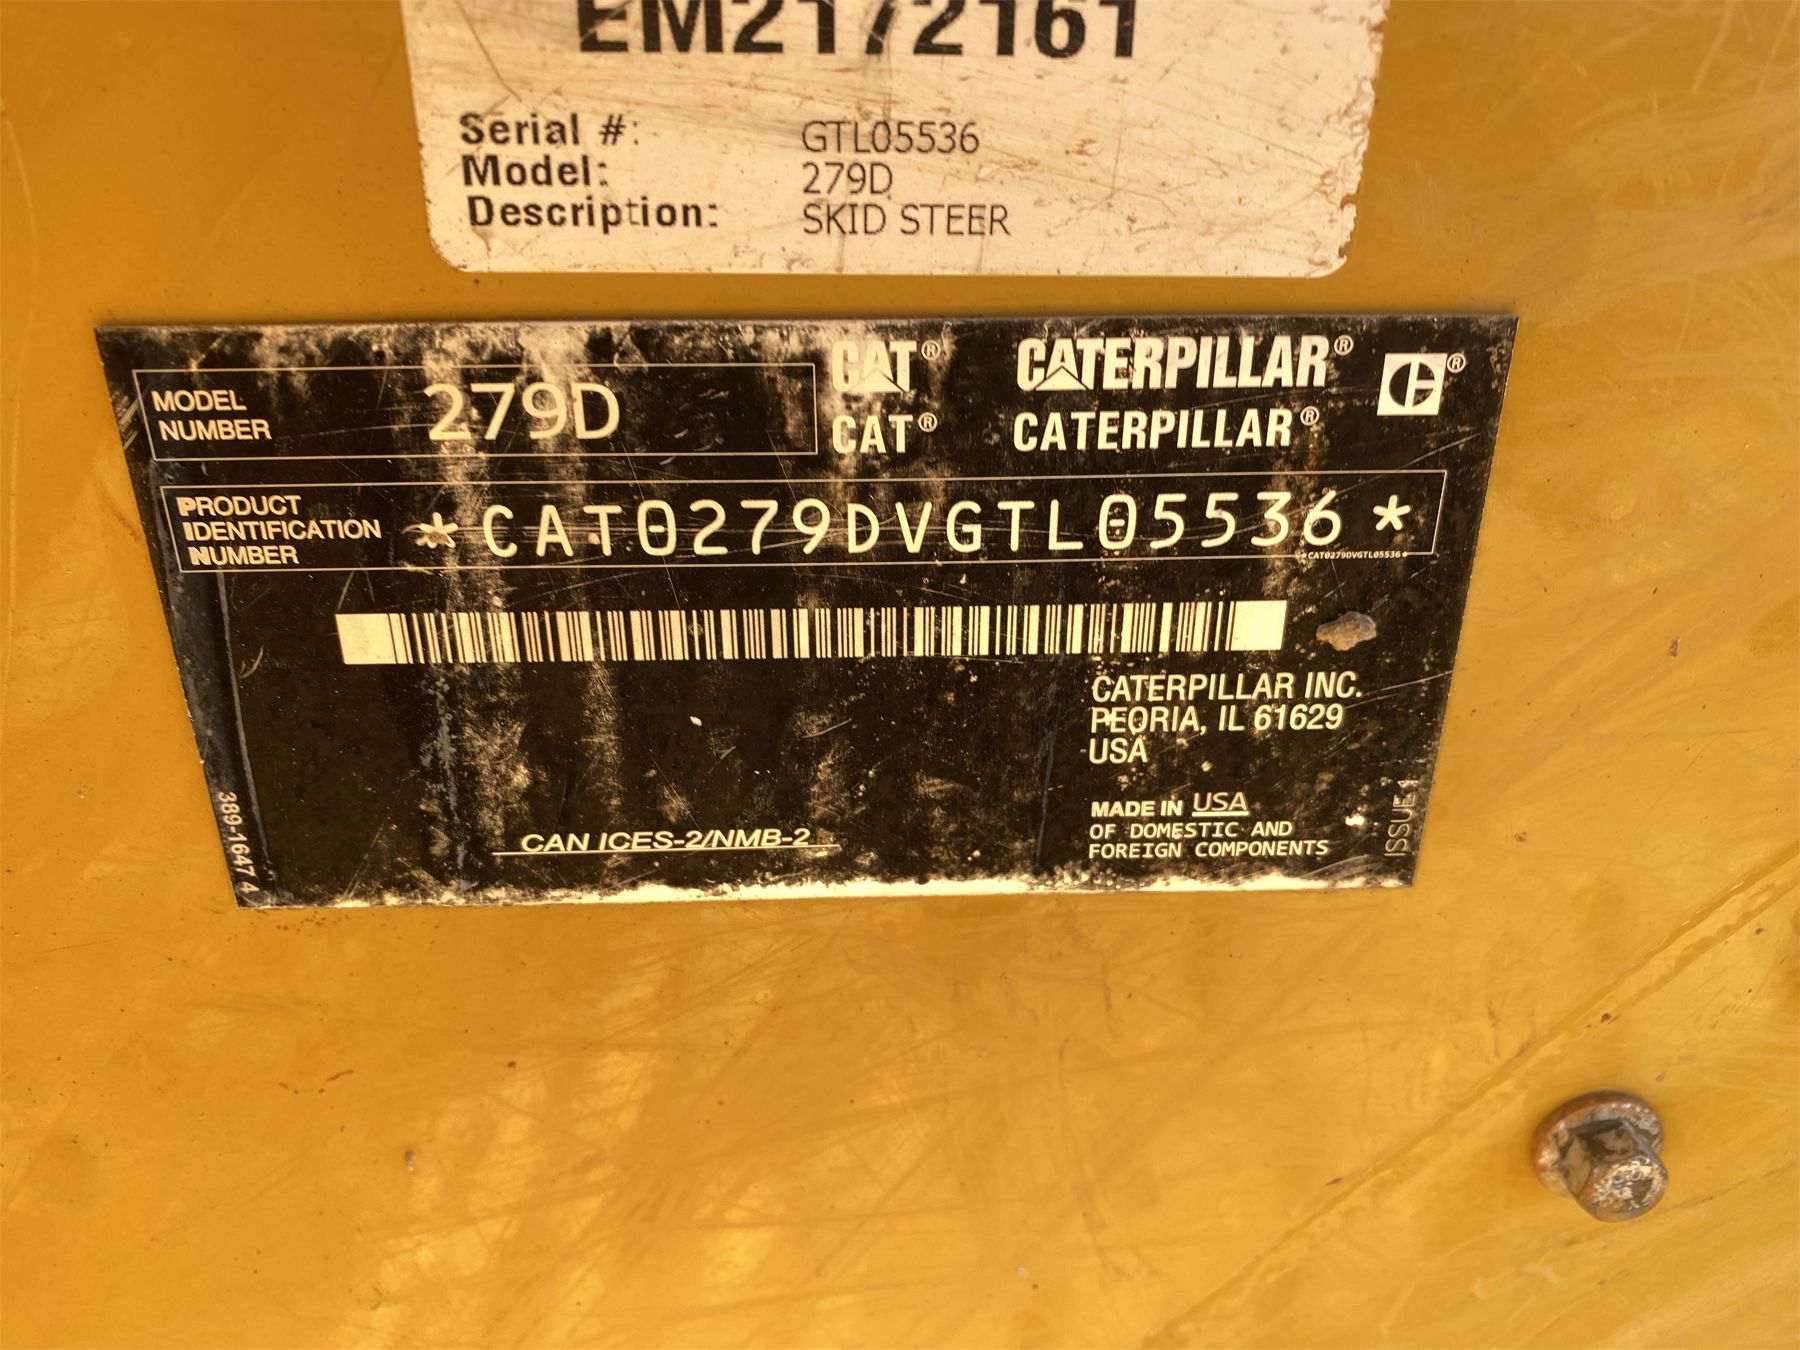 EM2172161
Serial #: GTL05536
Model: 279D
Description: SKID STEER
MODEL NUMBER 279D
CAT® CATERPILLAR® ®
CAT® CATERPILLAR®
PRODUCT IDENTIFICATION NUMBER *CAT0279DVGTL05536*
*CAT0279DVGTL05536*
CATERPILLAR INC.
PEORIA, IL 61629
USA
MADE IN USA
OF DOMESTIC AND
FOREIGN COMPONENTS
CAN ICES-2/NMB-2
389-1647 4
ISSUE 1